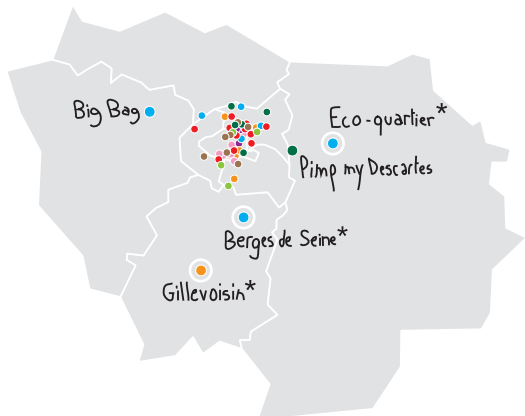 Big Bag
Eco-quartier*
Pimp my Descartes
Berges de Seine*
Gillevoisin*